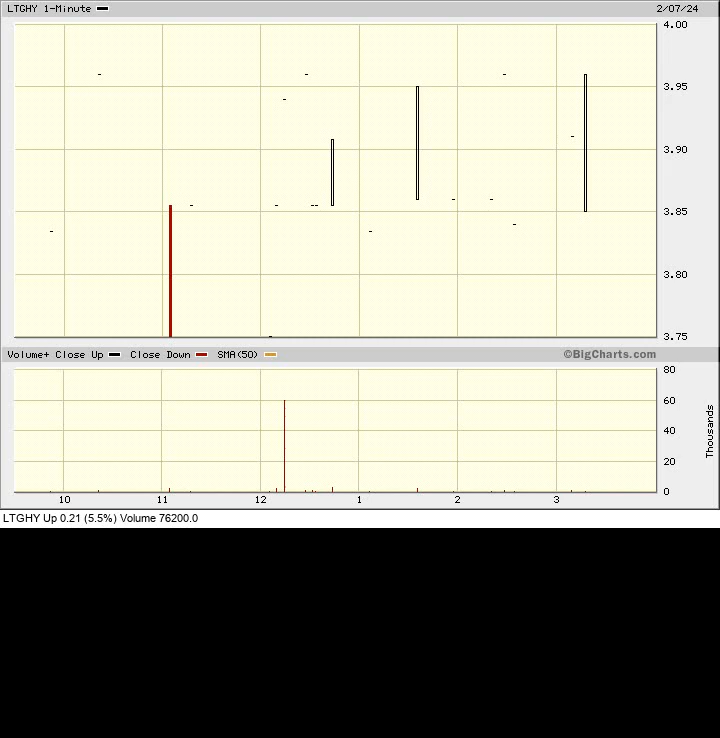 LTGHY 1-Minute 2/07/24
4.00
3.95
3.90
3.85
3.80
3.75
Volume+ Close Up Close Down SMA(50) ©BigCharts.com
80
60
40
20
0
Thousands
10 11 12 1 2 3
LTGHY Up 0.21 (5.5%) Volume 76200.0